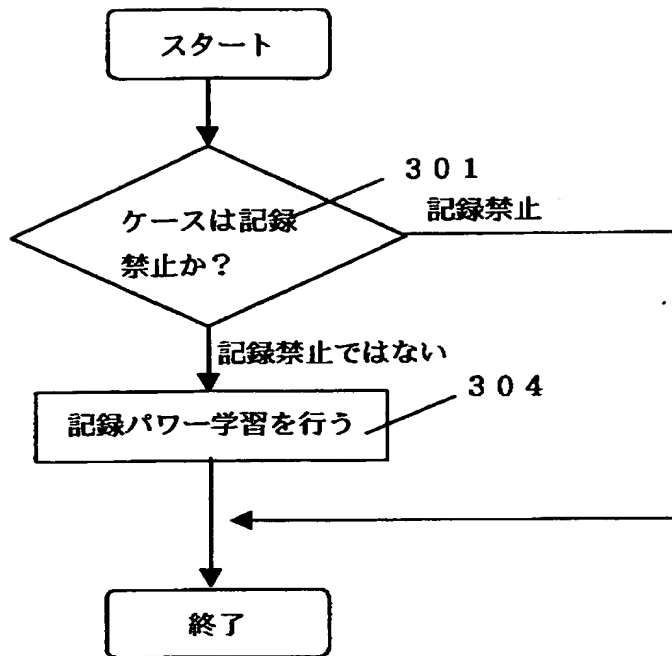 スタート
301
ケースは記録
禁止か？
記録禁止
記録禁止ではない
304
記録パワー学習を行う
終了